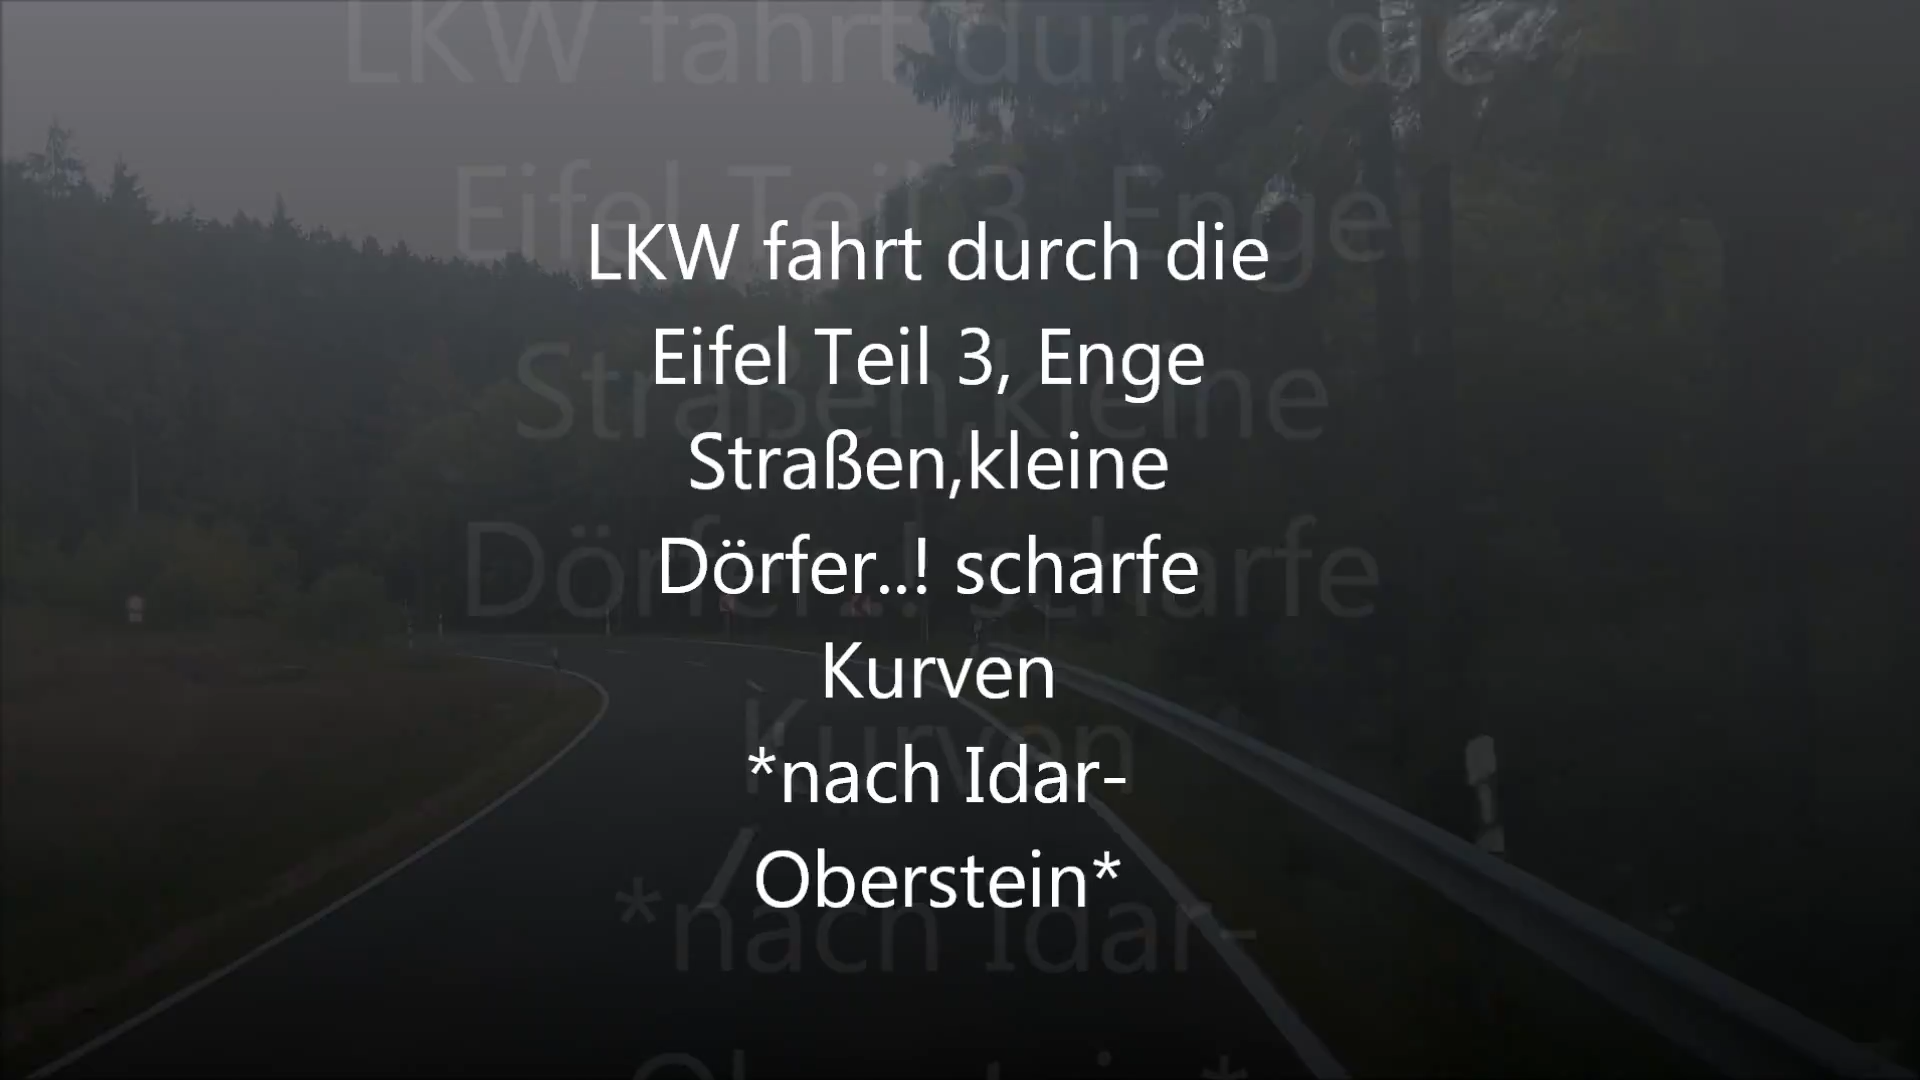 LKW fahrt durch die
Eifel Teil 3, Enge
Straßen,kleine
Dörfer..! scharfe
Kurven
*nach Idar-
Oberstein*